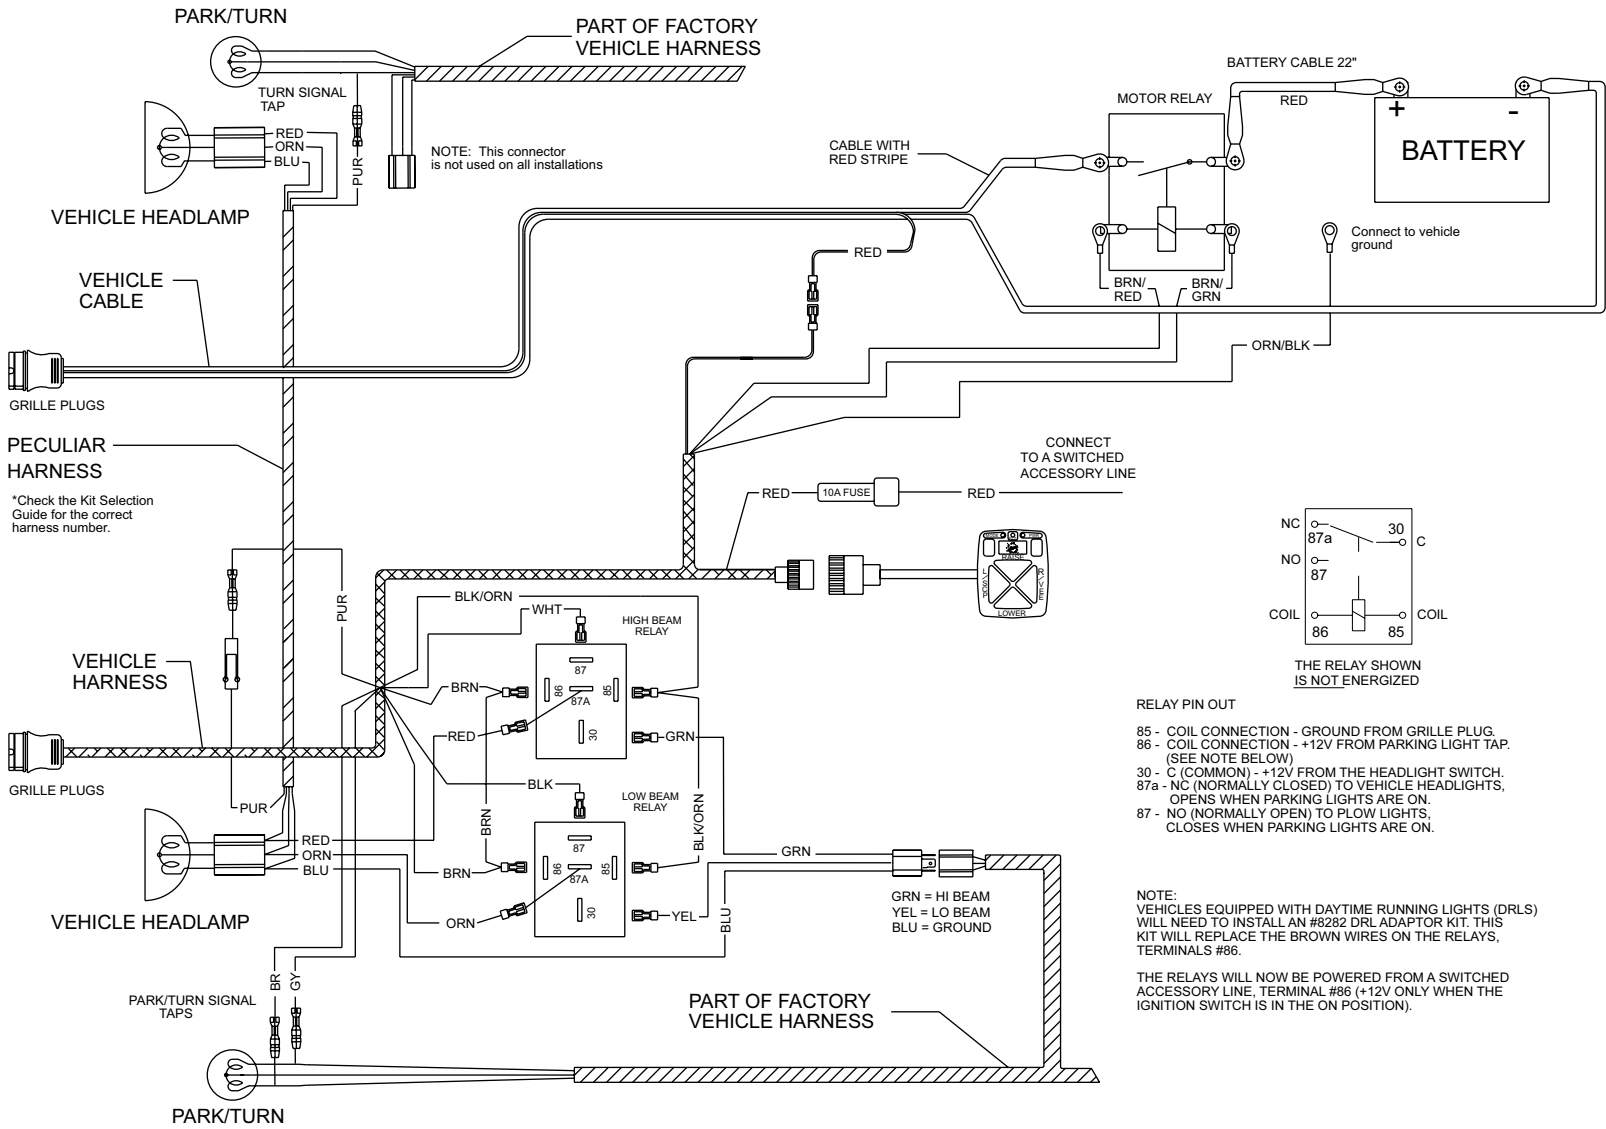 PARK/TURN
PART OF FACTORY
VEHICLE HARNESS
TURN SIGNAL
TAP
RED
ORN
BLU
PUR
NOTE: This connector
is not used on all installations
VEHICLE HEADLAMP
BATTERY CABLE 22"
RED
MOTOR RELAY
CABLE WITH
RED STRIPE
+
-
BATTERY
Connect to vehicle
ground
BRN/
RED
BRN/
GRN
RED
ORN/BLK
VEHICLE
CABLE
GRILLE PLUGS
PECULIAR
HARNESS
*Check the Kit Selection
Guide for the correct
harness number.
CONNECT
TO A SWITCHED
ACCESSORY LINE
RED
10A FUSE
RED
RAISE
LOWER
NC
87a
30
C
NO
87
COIL
86
85
COIL
THE RELAY SHOWN
IS NOT ENERGIZED
PUR
BLK/ORN
WHT
HIGH BEAM
RELAY
87
86
87A
85
30
BRN
RED
GRN
VEHICLE
HARNESS
GRILLE PLUGS
PUR
BLK
LOW BEAM
RELAY
BRN
BLK/ORN
87
86
87A
85
30
BRN
ORN
YEL
BLU
RED
ORN
BLU
VEHICLE HEADLAMP
GRN
GRN = HI BEAM
YEL = LO BEAM
BLU = GROUND
RELAY PIN OUT
85 - COIL CONNECTION - GROUND FROM GRILLE PLUG.
86 - COIL CONNECTION - +12V FROM PARKING LIGHT TAP.
(SEE NOTE BELOW)
30 - C (COMMON) - +12V FROM THE HEADLIGHT SWITCH.
87a - NC (NORMALLY CLOSED) TO VEHICLE HEADLIGHTS,
OPENS WHEN PARKING LIGHTS ARE ON.
87 - NO (NORMALLY OPEN) TO PLOW LIGHTS,
CLOSES WHEN PARKING LIGHTS ARE ON.
NOTE:
VEHICLES EQUIPPED WITH DAYTIME RUNNING LIGHTS (DRLS)
WILL NEED TO INSTALL AN #8282 DRL ADAPTOR KIT. THIS
KIT WILL REPLACE THE BROWN WIRES ON THE RELAYS,
TERMINALS #86.
THE RELAYS WILL NOW BE POWERED FROM A SWITCHED
ACCESSORY LINE, TERMINAL #86 (+12V ONLY WHEN THE
IGNITION SWITCH IS IN THE ON POSITION).
BR
GY
PARK/TURN SIGNAL
TAPS
PART OF FACTORY
VEHICLE HARNESS
PARK/TURN